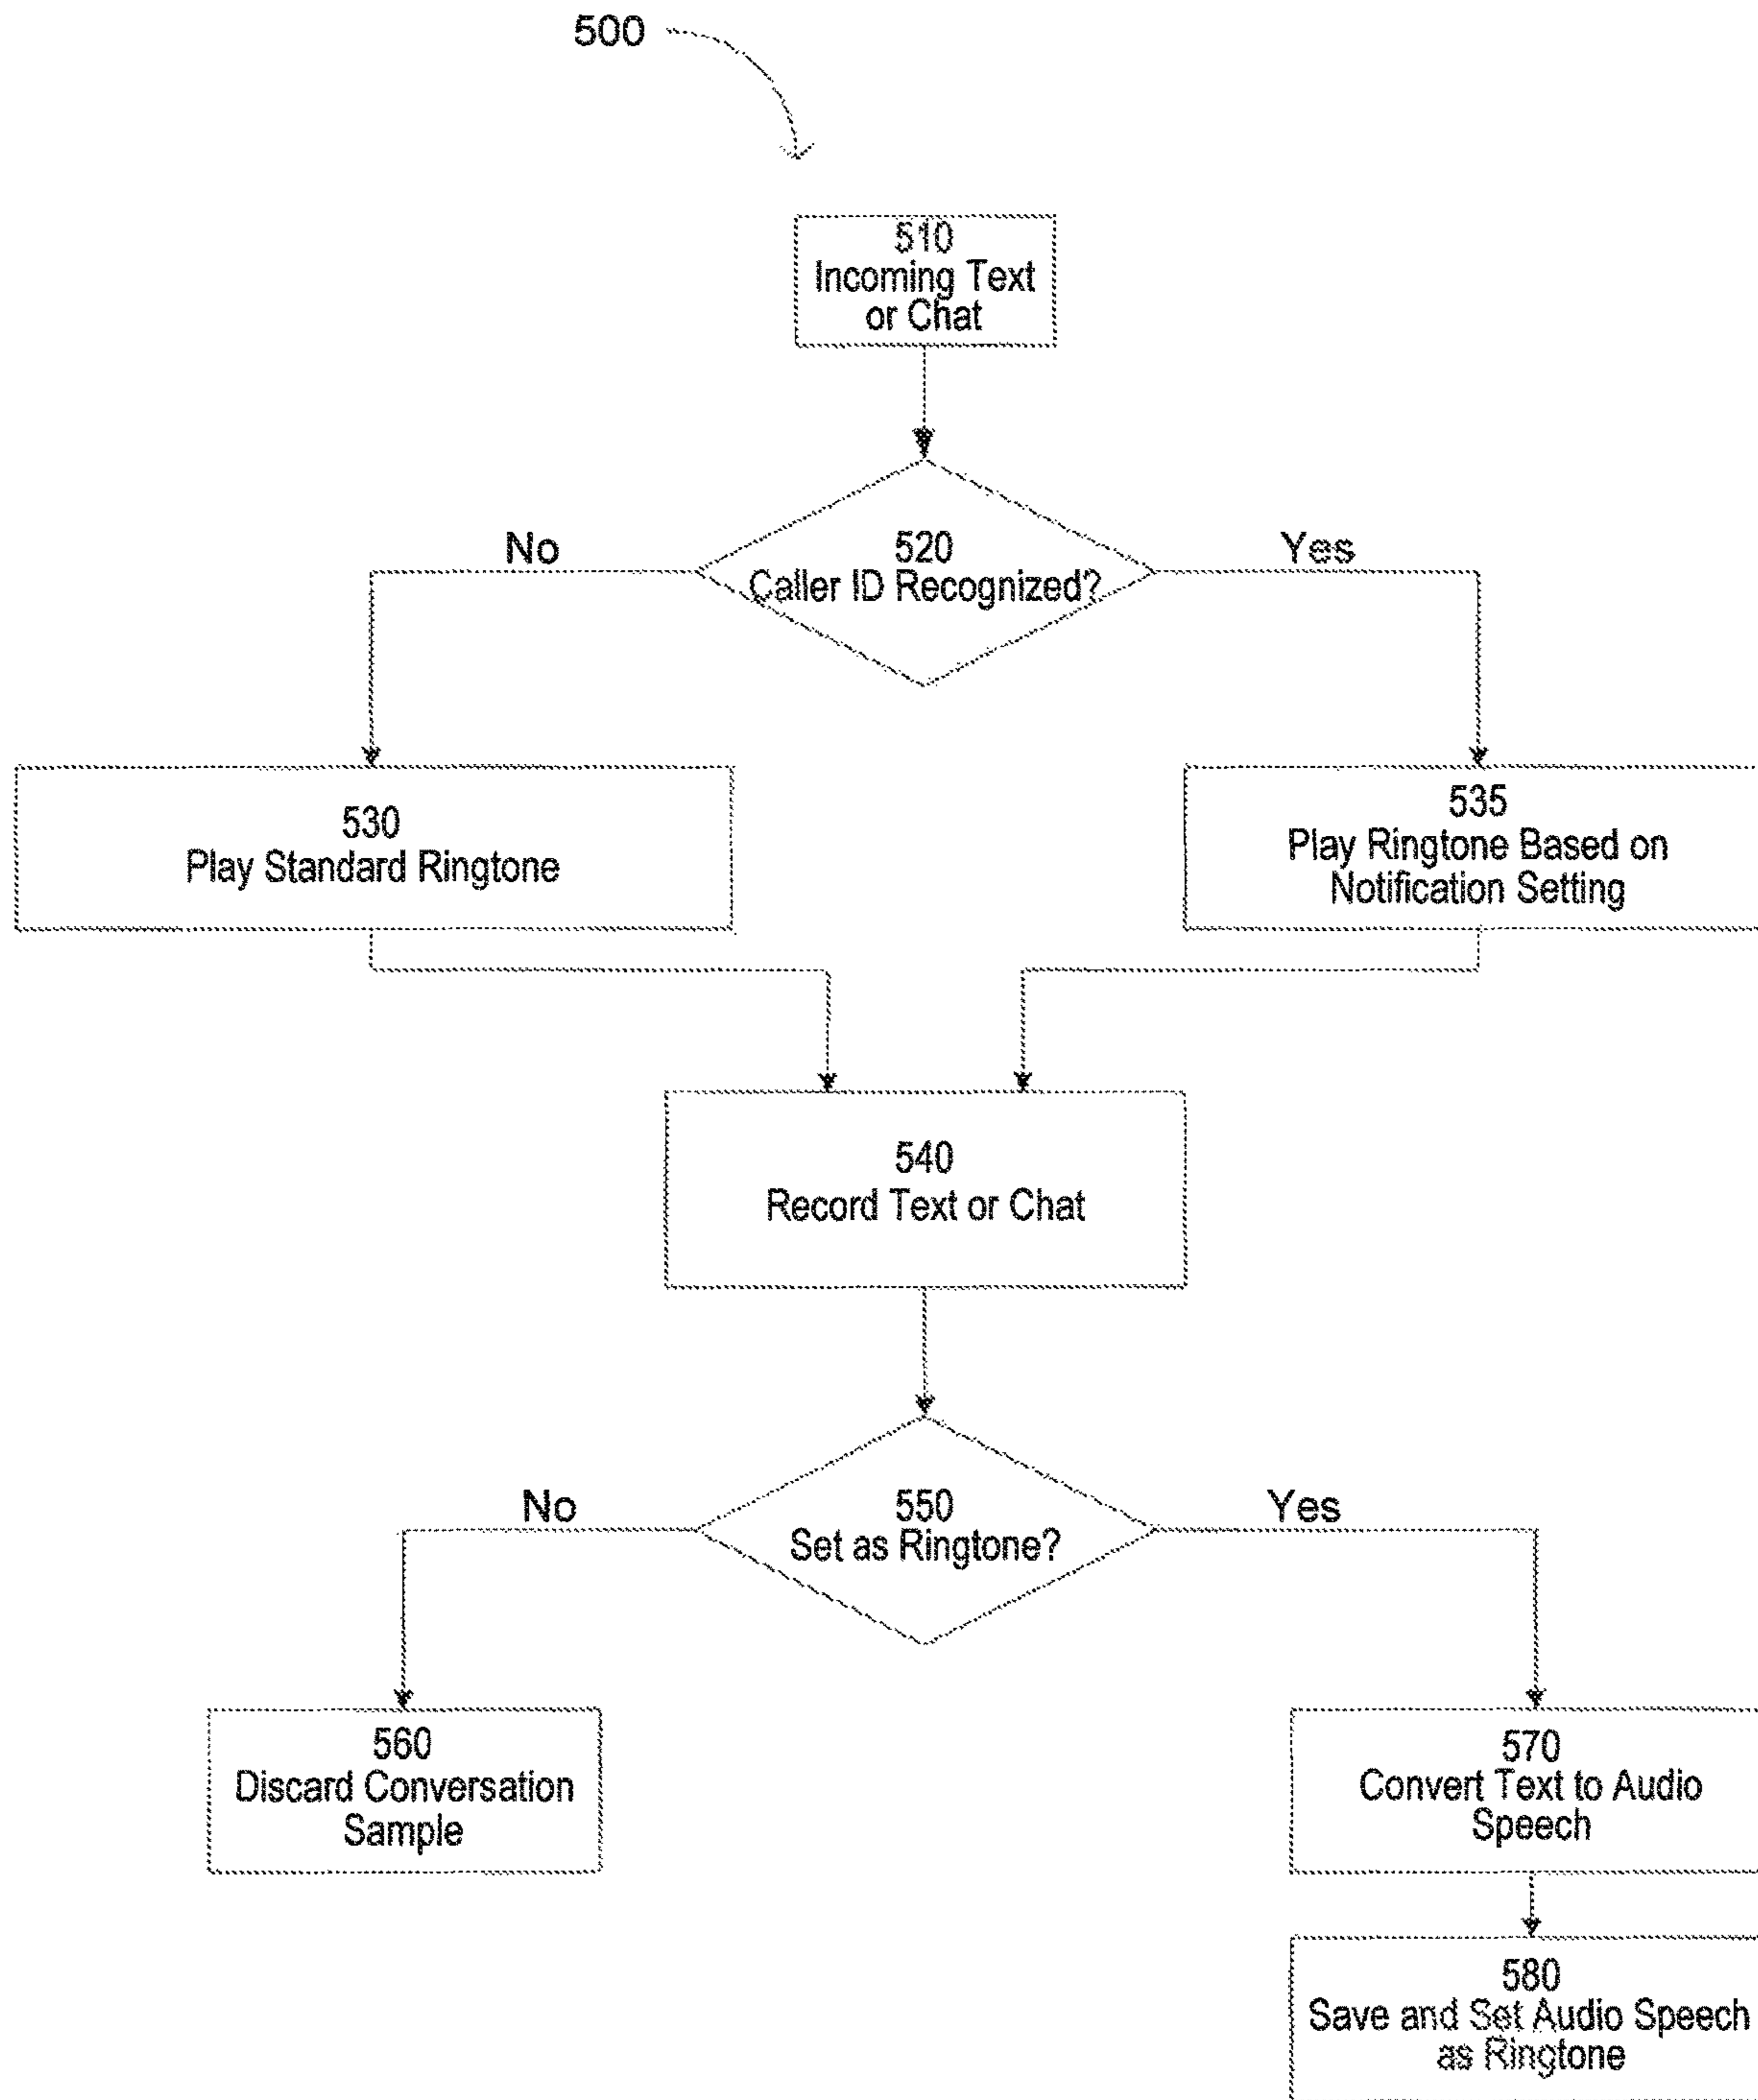 500
510
Incoming Text
or Chat
520
Caller ID Recognized?
No
Yes
530
Play Standard Ringtone
535
Play Ringtone Based on
Notification Setting
540
Record Text or Chat
550
Set as Ringtone?
No
Yes
560
Discard Conversation
Sample
570
Convert Text to Audio
Speech
580
Save and Set Audio Speech
as Ringtone